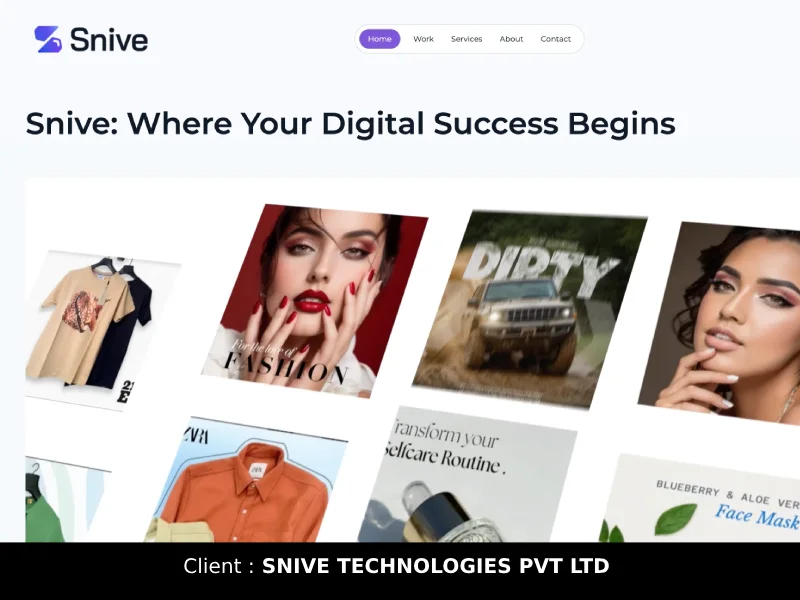 Snive
Home Work Services About Contact
Snive: Where Your Digital Success Begins
DIRTY
For the love of
FASHION
ZARA
ZARA
Transform your
Selfcare Routine .
BLUEBERRY & ALOE VER
Face Mask
Client : SNIVE TECHNOLOGIES PVT LTD